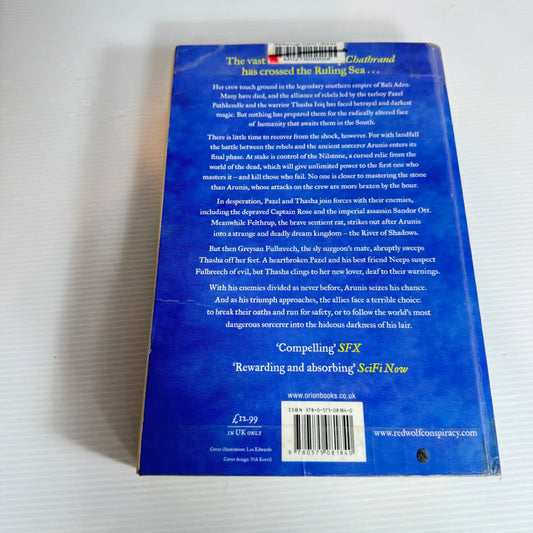 The vast Chathrand
has crossed the Ruling Sea . . .
Her crew touch ground in the legendary southern empire of Bali Adro.
Many have died, and the alliance of rebels led by the tarboy Pazel
Pathkendle and the warrior Thasha Isiq has faced betrayal and darkest
magic. But nothing has prepared them for the radically altered face
of humanity that awaits them in the South.
There is little time to recover from the shock, however. For with landfall
the battle between the rebels and the ancient sorcerer Arunis enters its
final phase. At stake is control of the Nilstone, a cursed relic from the
world of the dead, which will give unlimited power to the first one who
masters it – and kill those who fail. No one is closer to mastering the stone
than Arunis, whose attacks on the crew are more brazen by the hour.
In desperation, Pazel and Thasha join forces with their enemies,
including the depraved Captain Rose and the imperial assassin Sandor Ott.
Meanwhile Felthrup, the brave sentient rat, strikes out after Arunis
into a strange and deadly dream kingdom – the River of Shadows.
But then Greysan Fulbreech, the sly surgeon's mate, abruptly sweeps
Thasha off her feet. A heartbroken Pazel and his best friend Neeps suspect
Fulbreech of evil, but Thasha clings to her new lover, deaf to their warnings.
With his enemies divided as never before, Arunis seizes his chance.
And as his triumph approaches, the allies face a terrible choice:
to break their oaths and run for safety, or to follow the world's most
dangerous sorcerer into the hideous darkness of his lair.
'Compelling' SFX
'Rewarding and absorbing' SciFi Now
www.orionbooks.co.uk
£12.99
IN UK ONLY
Cover illustration: Les Edwards
Cover design: Nik Keevil
ISBN 978-0-575-08184-0
9 780575 081840
www.redwolfconspiracy.com